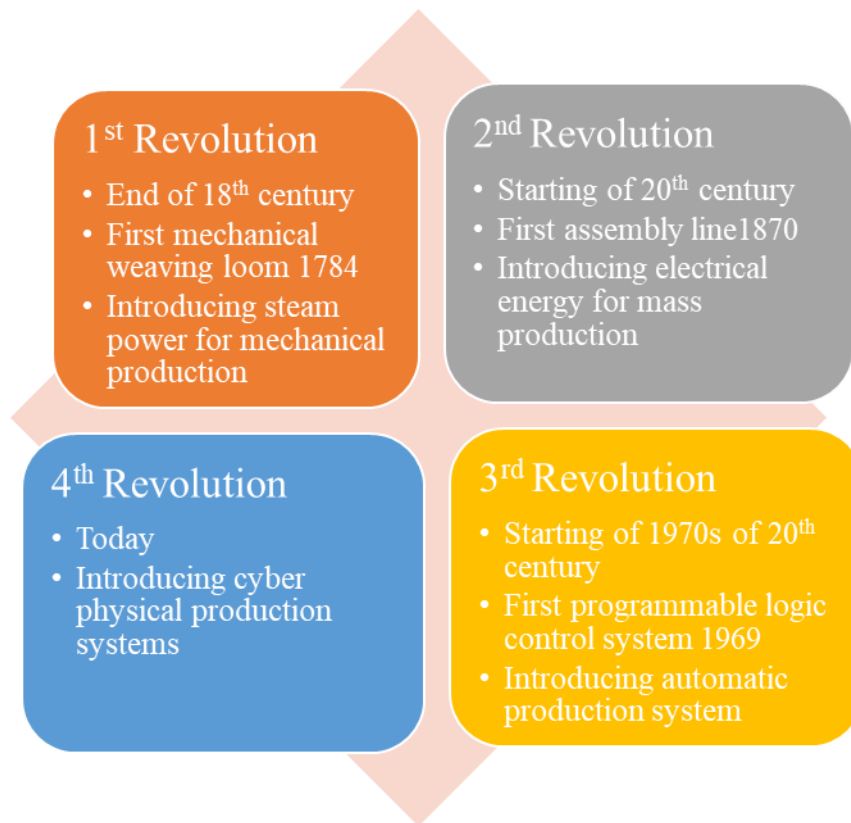 1st Revolution
• End of 18th century
• First mechanical
weaving loom 1784
• Introducing steam
power for mechanical
production
2nd Revolution
• Starting of 20th century
• First assembly line1870
• Introducing electrical
energy for mass
production
4th Revolution
• Today
• Introducing cyber
physical production
systems
3rd Revolution
• Starting of 1970s of 20th
century
• First programmable logic
control system 1969
• Introducing automatic
production system